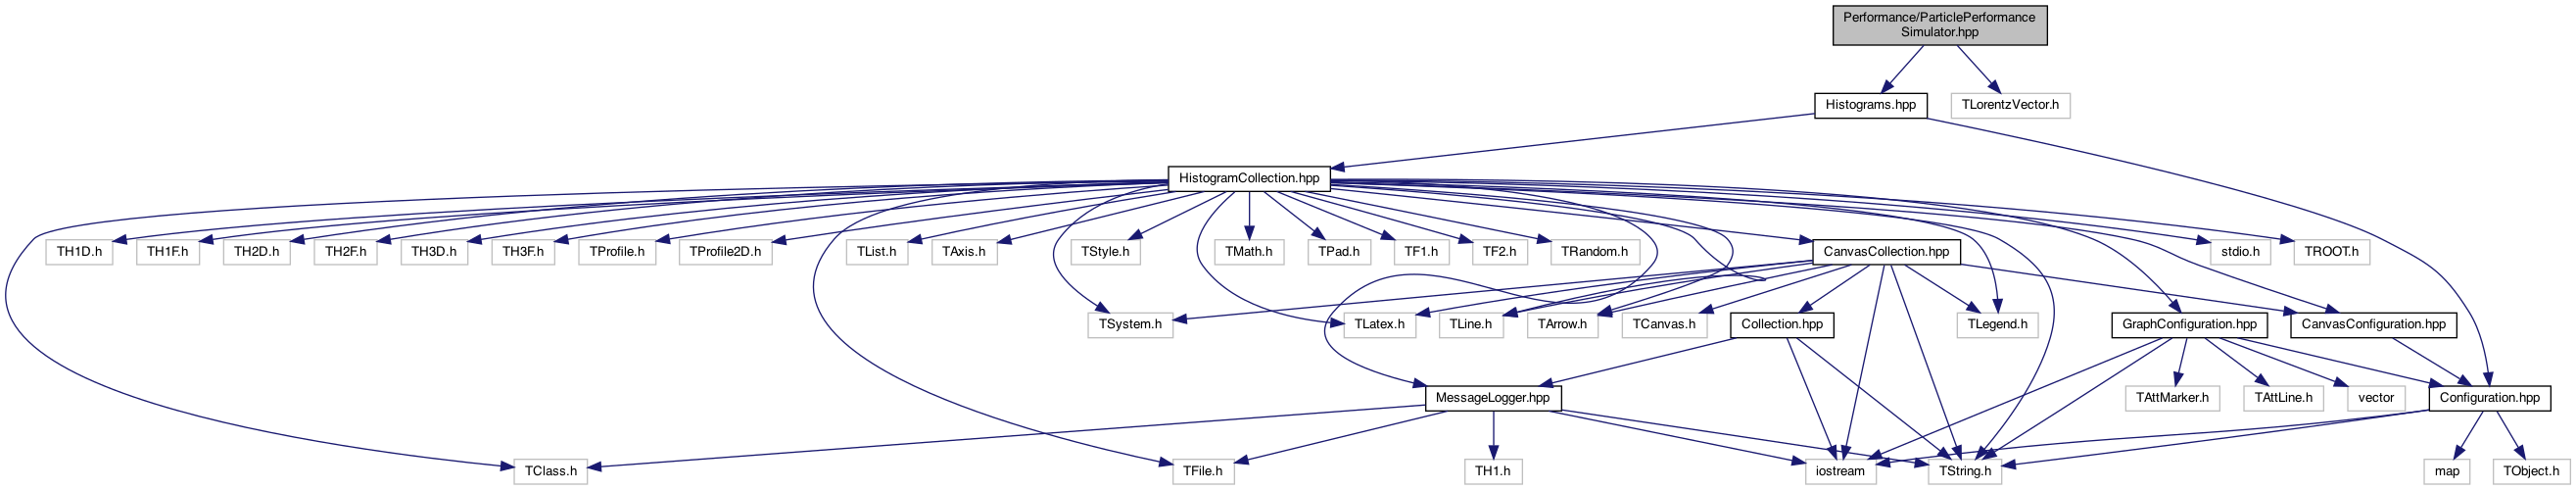 Performance/ParticlePerformance
Simulator.hpp
Histograms.hpp
TLorentzVector.h
HistogramCollection.hpp
TH1D.h
TH1F.h
TH2D.h
TH2F.h
TH3D.h
TH3F.h
TProfile.h
TProfile2D.h
TList.h
TAxis.h
TStyle.h
TMath.h
TPad.h
TF1.h
TF2.h
TRandom.h
CanvasCollection.hpp
stdio.h
TROOT.h
TSystem.h
TLatex.h
TLine.h
TArrow.h
TCanvas.h
Collection.hpp
TLegend.h
GraphConfiguration.hpp
CanvasConfiguration.hpp
MessageLogger.hpp
TAttMarker.h
TAttLine.h
vector
Configuration.hpp
TClass.h
TFile.h
TH1.h
iostream
TString.h
map
TObject.h